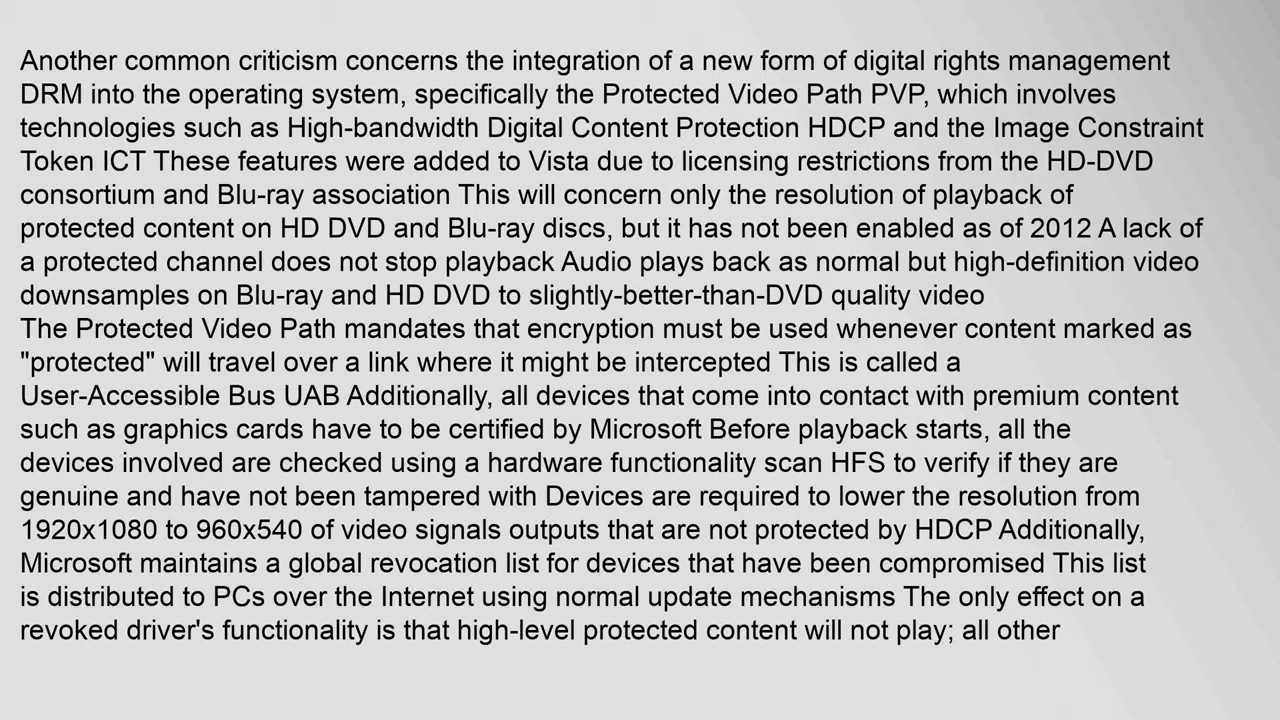 Another common criticism concerns the integration of a new form of digital rights management
DRM into the operating system, specifically the Protected Video Path PVP, which involves
technologies such as High-bandwidth Digital Content Protection HDCP and the Image Constraint
Token ICT These features were added to Vista due to licensing restrictions from the HD-DVD
consortium and Blu-ray association This will concern only the resolution of playback of
protected content on HD DVD and Blu-ray discs, but it has not been enabled as of 2012 A lack of
a protected channel does not stop playback Audio plays back as normal but high-definition video
downsamples on Blu-ray and HD DVD to slightly-better-than-DVD quality video
The Protected Video Path mandates that encryption must be used whenever content marked as
"protected" will travel over a link where it might be intercepted This is called a
User-Accessible Bus UAB Additionally, all devices that come into contact with premium content
such as graphics cards have to be certified by Microsoft Before playback starts, all the
devices involved are checked using a hardware functionality scan HFS to verify if they are
genuine and have not been tampered with Devices are required to lower the resolution from
1920x1080 to 960x540 of video signals outputs that are not protected by HDCP Additionally,
Microsoft maintains a global revocation list for devices that have been compromised This list
is distributed to PCs over the Internet using normal update mechanisms The only effect on a
revoked driver's functionality is that high-level protected content will not play; all other